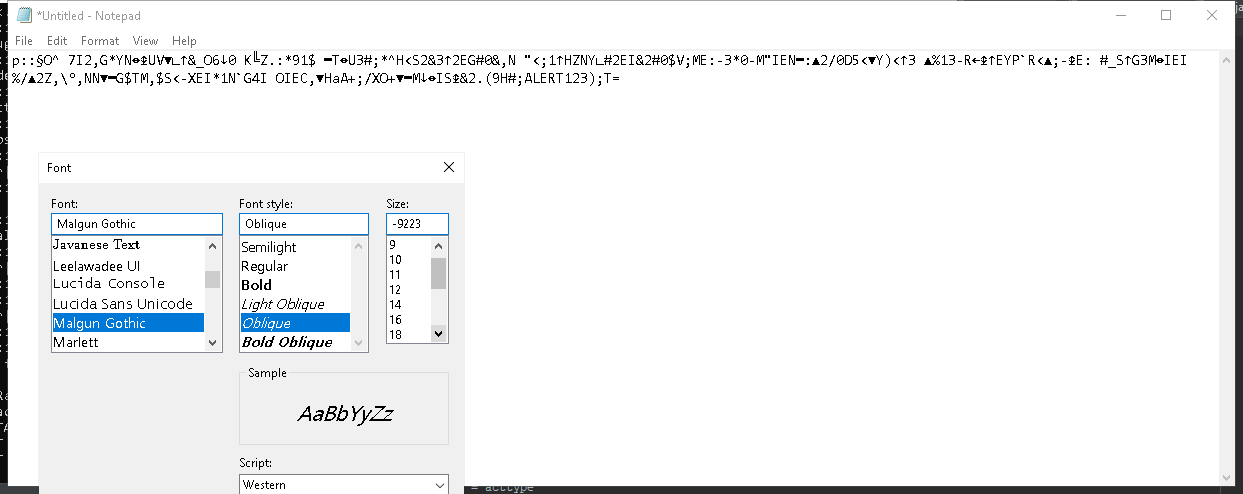 *Untitled - Notepad
File Edit Format View Help
p::§O^ 7I2,G*YN⬌⇭UV▼∟↑&_O6↓0 K╚Z.:*91$ ━T⬌U3#;*^H<S2&3↑2EG#0&,N "<;1↑HZNY∟#2EI&2#0$V;ME:-3*0-M"IEN━:▲2/0D5<▼Y)<↑3 ▲%13-R←⇭↑EYP`R<▲;-⇭E: #_S↑G3M⬌IEI
%/▲2Z,\º,NN▼━G$TM,$S<-XEI*1N`G4I OIEC,▼HaA+;/XO+▼━M↓⬌IS⇭&2.(9H#;ALERT123);T=
Font
Font:
Font style:
Size:
Malgun Gothic
Oblique
-9223
Javanese Text
Leelawadee UI
Lucida Console
Lucida Sans Unicode
Malgun Gothic
Marlett
Semilight
Regular
Bold
Light Oblique
Oblique
Bold Oblique
9
10
11
12
14
16
18
Sample
AaBbYyZz
Script:
Western
= acttype